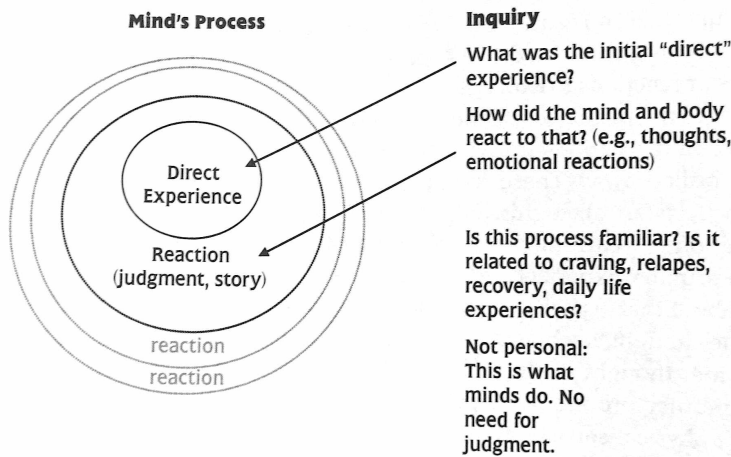 Mind's Process
Direct
Experience
Reaction
(judgment, story)
reaction
reaction
Inquiry
What was the initial “direct”
experience?
How did the mind and body
react to that? (e.g., thoughts,
emotional reactions)
Is this process familiar? Is it
related to craving, relapes,
recovery, daily life
experiences?
Not personal:
This is what
minds do. No
need for
judgment.